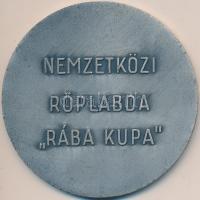 NEMZETKÖZI
RÖPLABDA
„RÁBA KUPA"